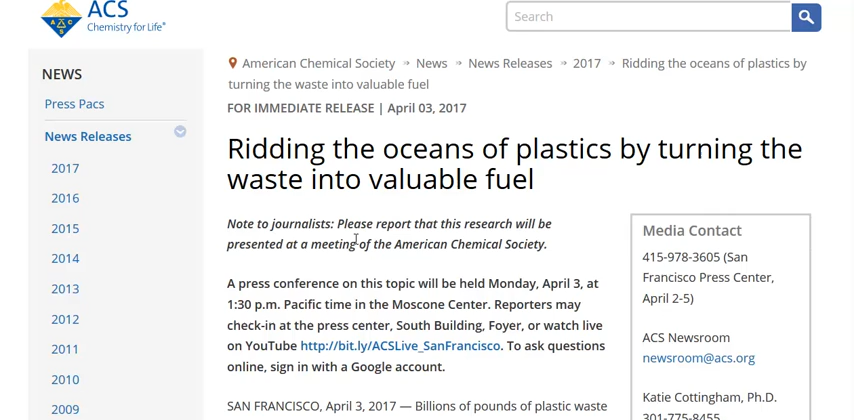 ACS
Chemistry for Life®
A C S
Search
NEWS
Press Pacs
News Releases
2017
2016
2015
2014
2013
2012
2011
2010
2009
American Chemical Society → News → News Releases → 2017 → Ridding the oceans of plastics by
turning the waste into valuable fuel
FOR IMMEDIATE RELEASE | April 03, 2017
Ridding the oceans of plastics by turning the
waste into valuable fuel
Note to journalists: Please report that this research will be
presented at a meeting of the American Chemical Society.
A press conference on this topic will be held Monday, April 3, at
1:30 p.m. Pacific time in the Moscone Center. Reporters may
check-in at the press center, South Building, Foyer, or watch live
on YouTube http://bit.ly/ACSLive_SanFrancisco. To ask questions
online, sign in with a Google account.
SAN FRANCISCO, April 3, 2017 — Billions of pounds of plastic waste
Media Contact
415-978-3605 (San
Francisco Press Center,
April 2-5)
ACS Newsroom
newsroom@acs.org
Katie Cottingham, Ph.D.
301-775-8455